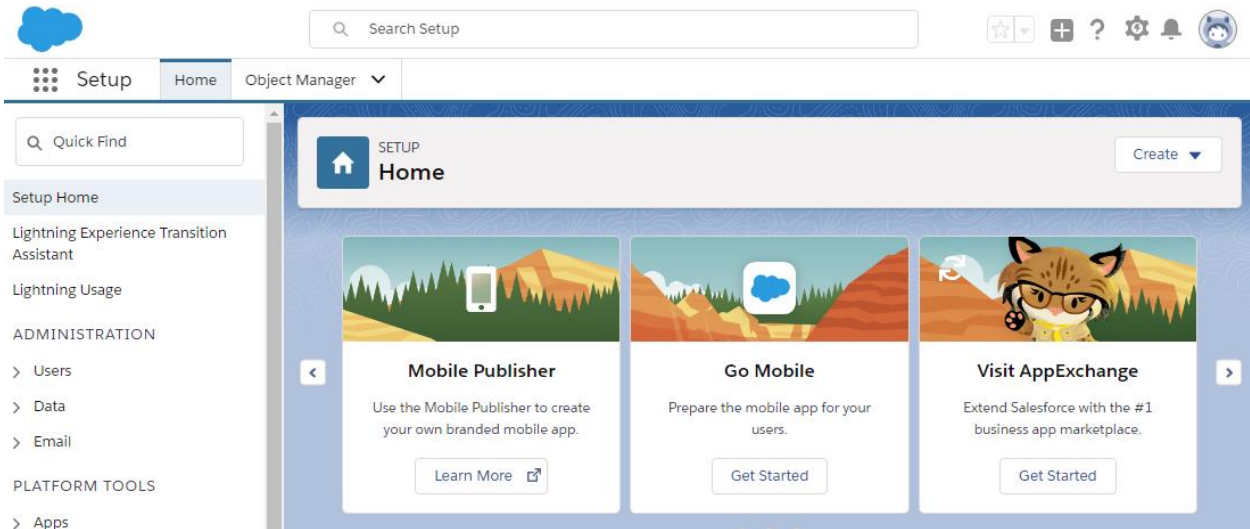 Search Setup
?
Setup
Home
Object Manager
Quick Find
Setup Home
Lightning Experience Transition
Assistant
Lightning Usage
ADMINISTRATION
> Users
> Data
> Email
PLATFORM TOOLS
> Apps
SETUP
Home
Create
Mobile Publisher
Use the Mobile Publisher to create
your own branded mobile app.
Learn More
Go Mobile
Prepare the mobile app for your
users.
Get Started
Visit AppExchange
Extend Salesforce with the #1
business app marketplace.
Get Started